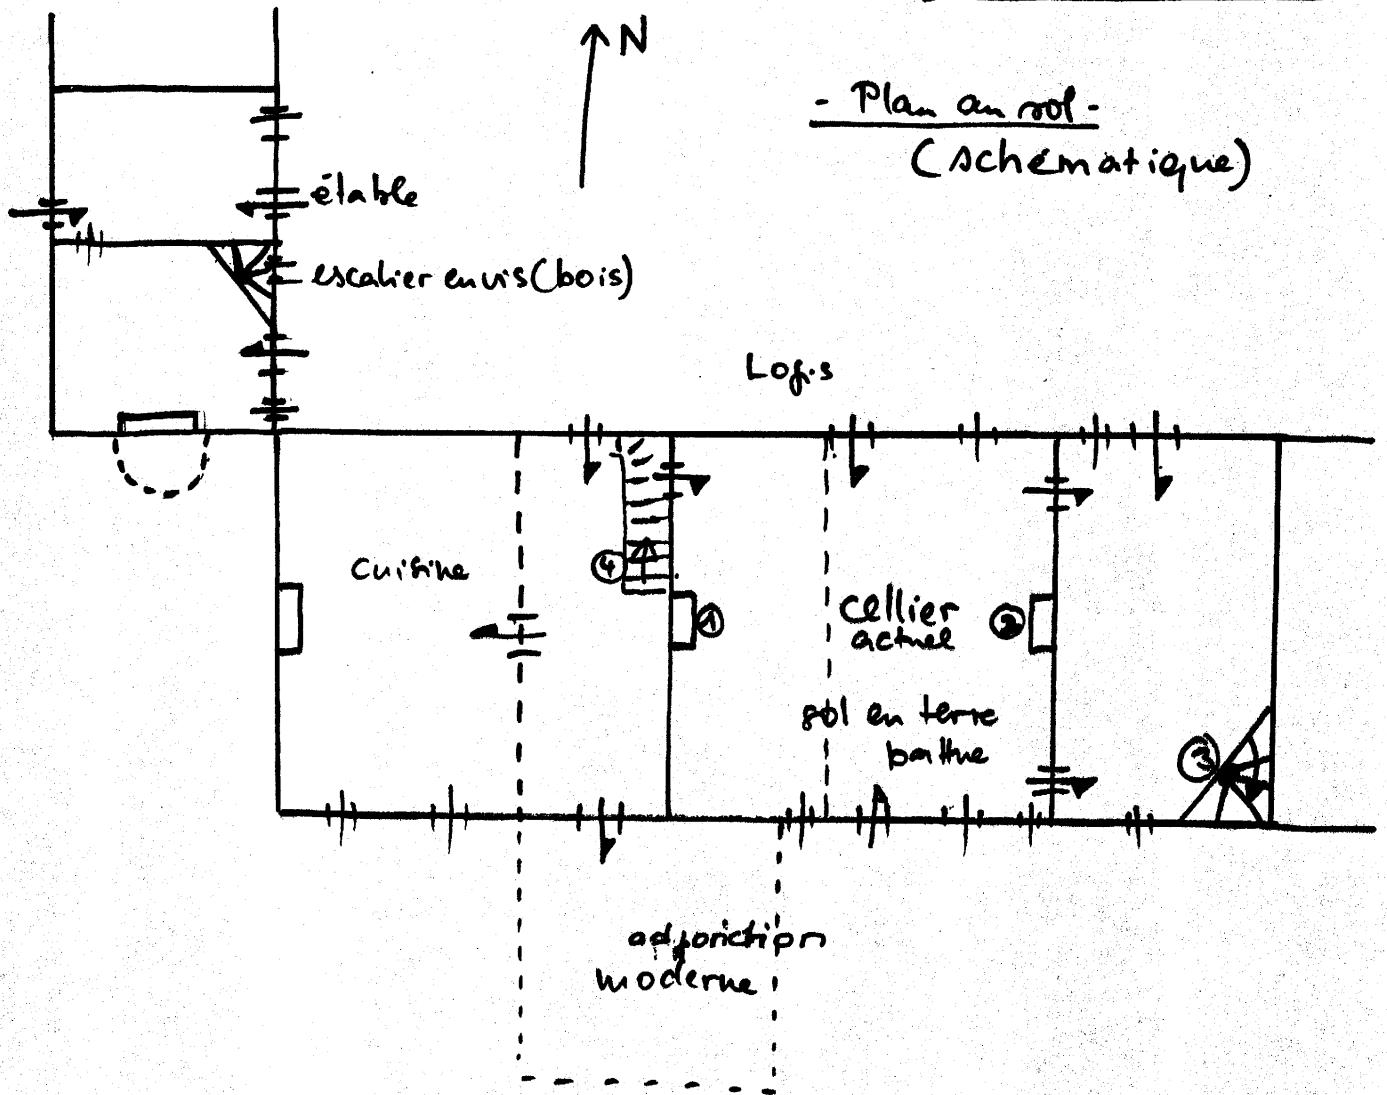 N
- Plan au sol -
(schématique)
étable
escalier en vis (bois)
Logis
Cuisine
4
1
Cellier
actuel
2
sol en terre
battue
3
adjonction
moderne